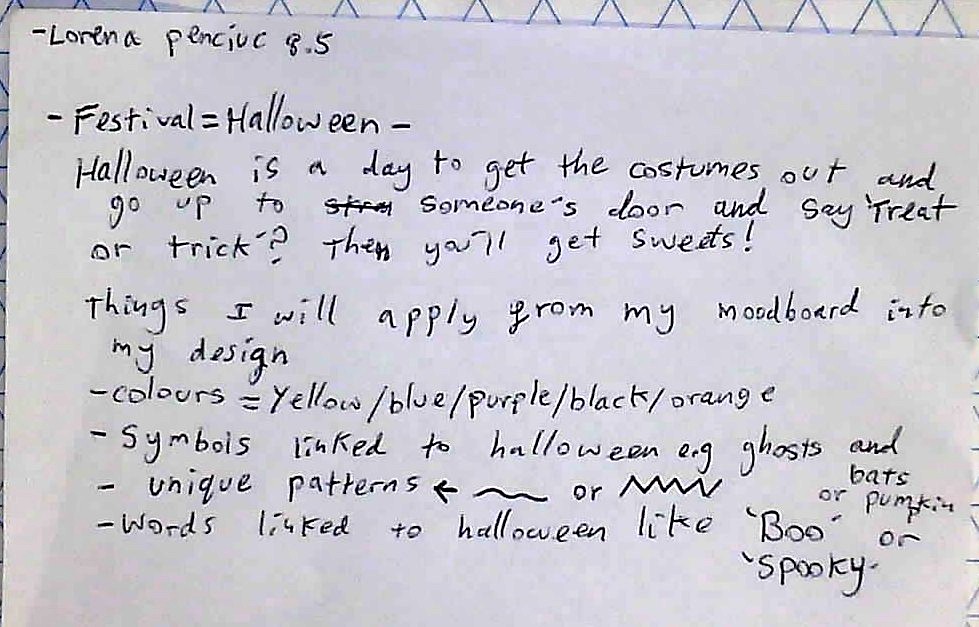 -Lorena penciuc 8.5
- Festival = Halloween -
Halloween is a day to get the costumes out and
go up to someone's door and say 'Treat
or trick'? Then you'll get sweets!
Things I will apply from my moodboard into
my design
- colours = Yellow/blue/purple/black/orange
- Symbols linked to halloween e.g ghosts and
bats
or pumpkin
- unique patterns ← or
- Words linked to halloween like 'Boo' or
'Spooky-